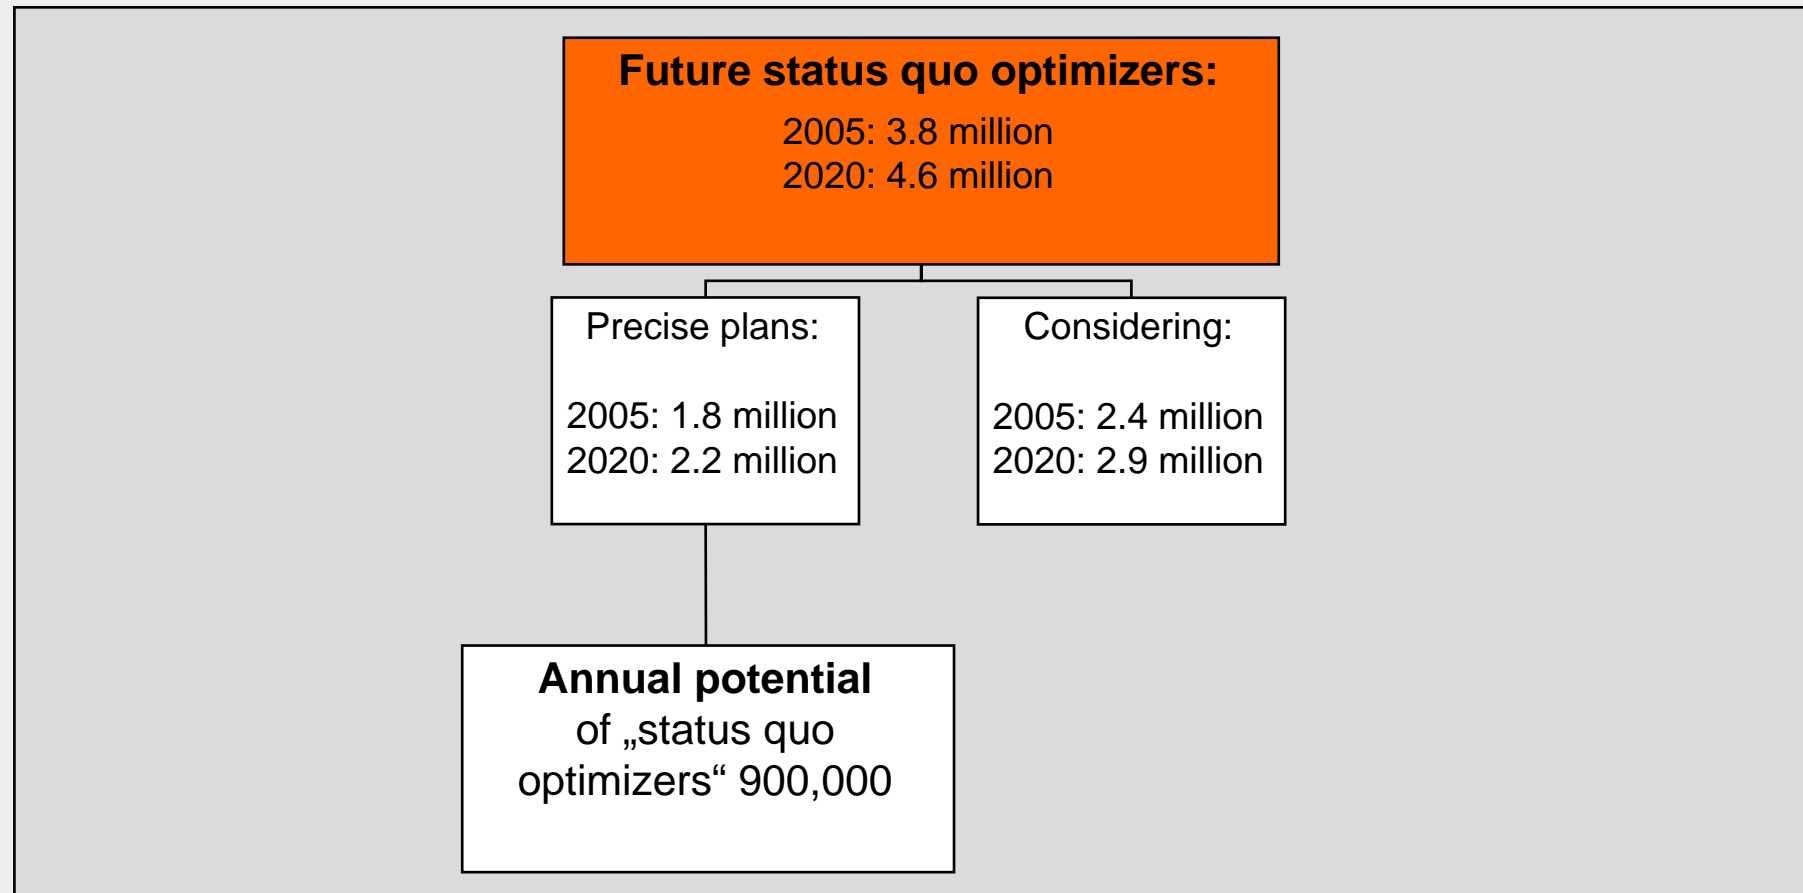 Future status quo optimizers:
2005: 3.8 million
2020: 4.6 million
Precise plans:
2005: 1.8 million
2020: 2.2 million
Considering:
2005: 2.4 million
2020: 2.9 million
Annual potential
of „status quo
optimizers“ 900,000